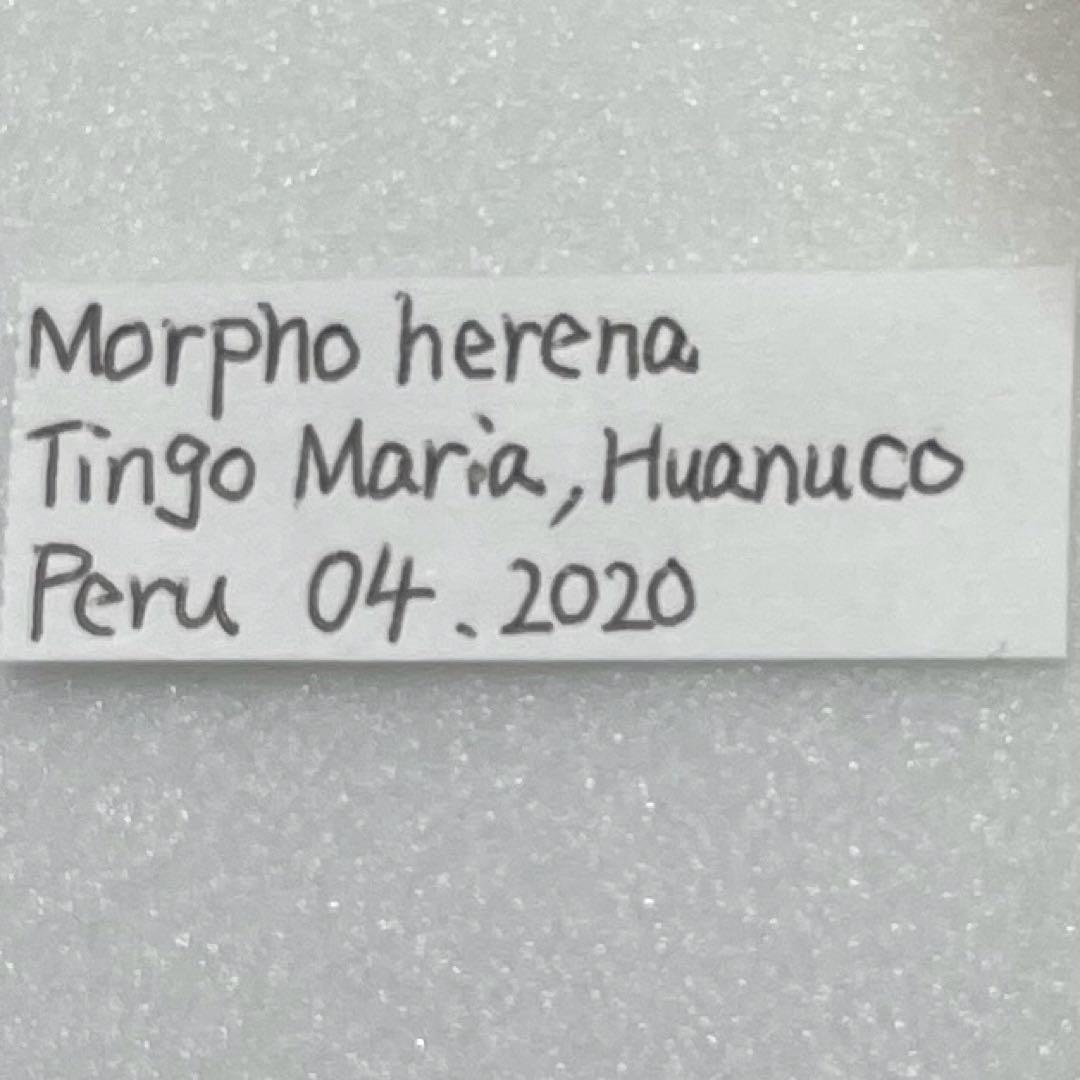 Morpho herena
Tingo Maria, Huanuco
Peru 04. 2020